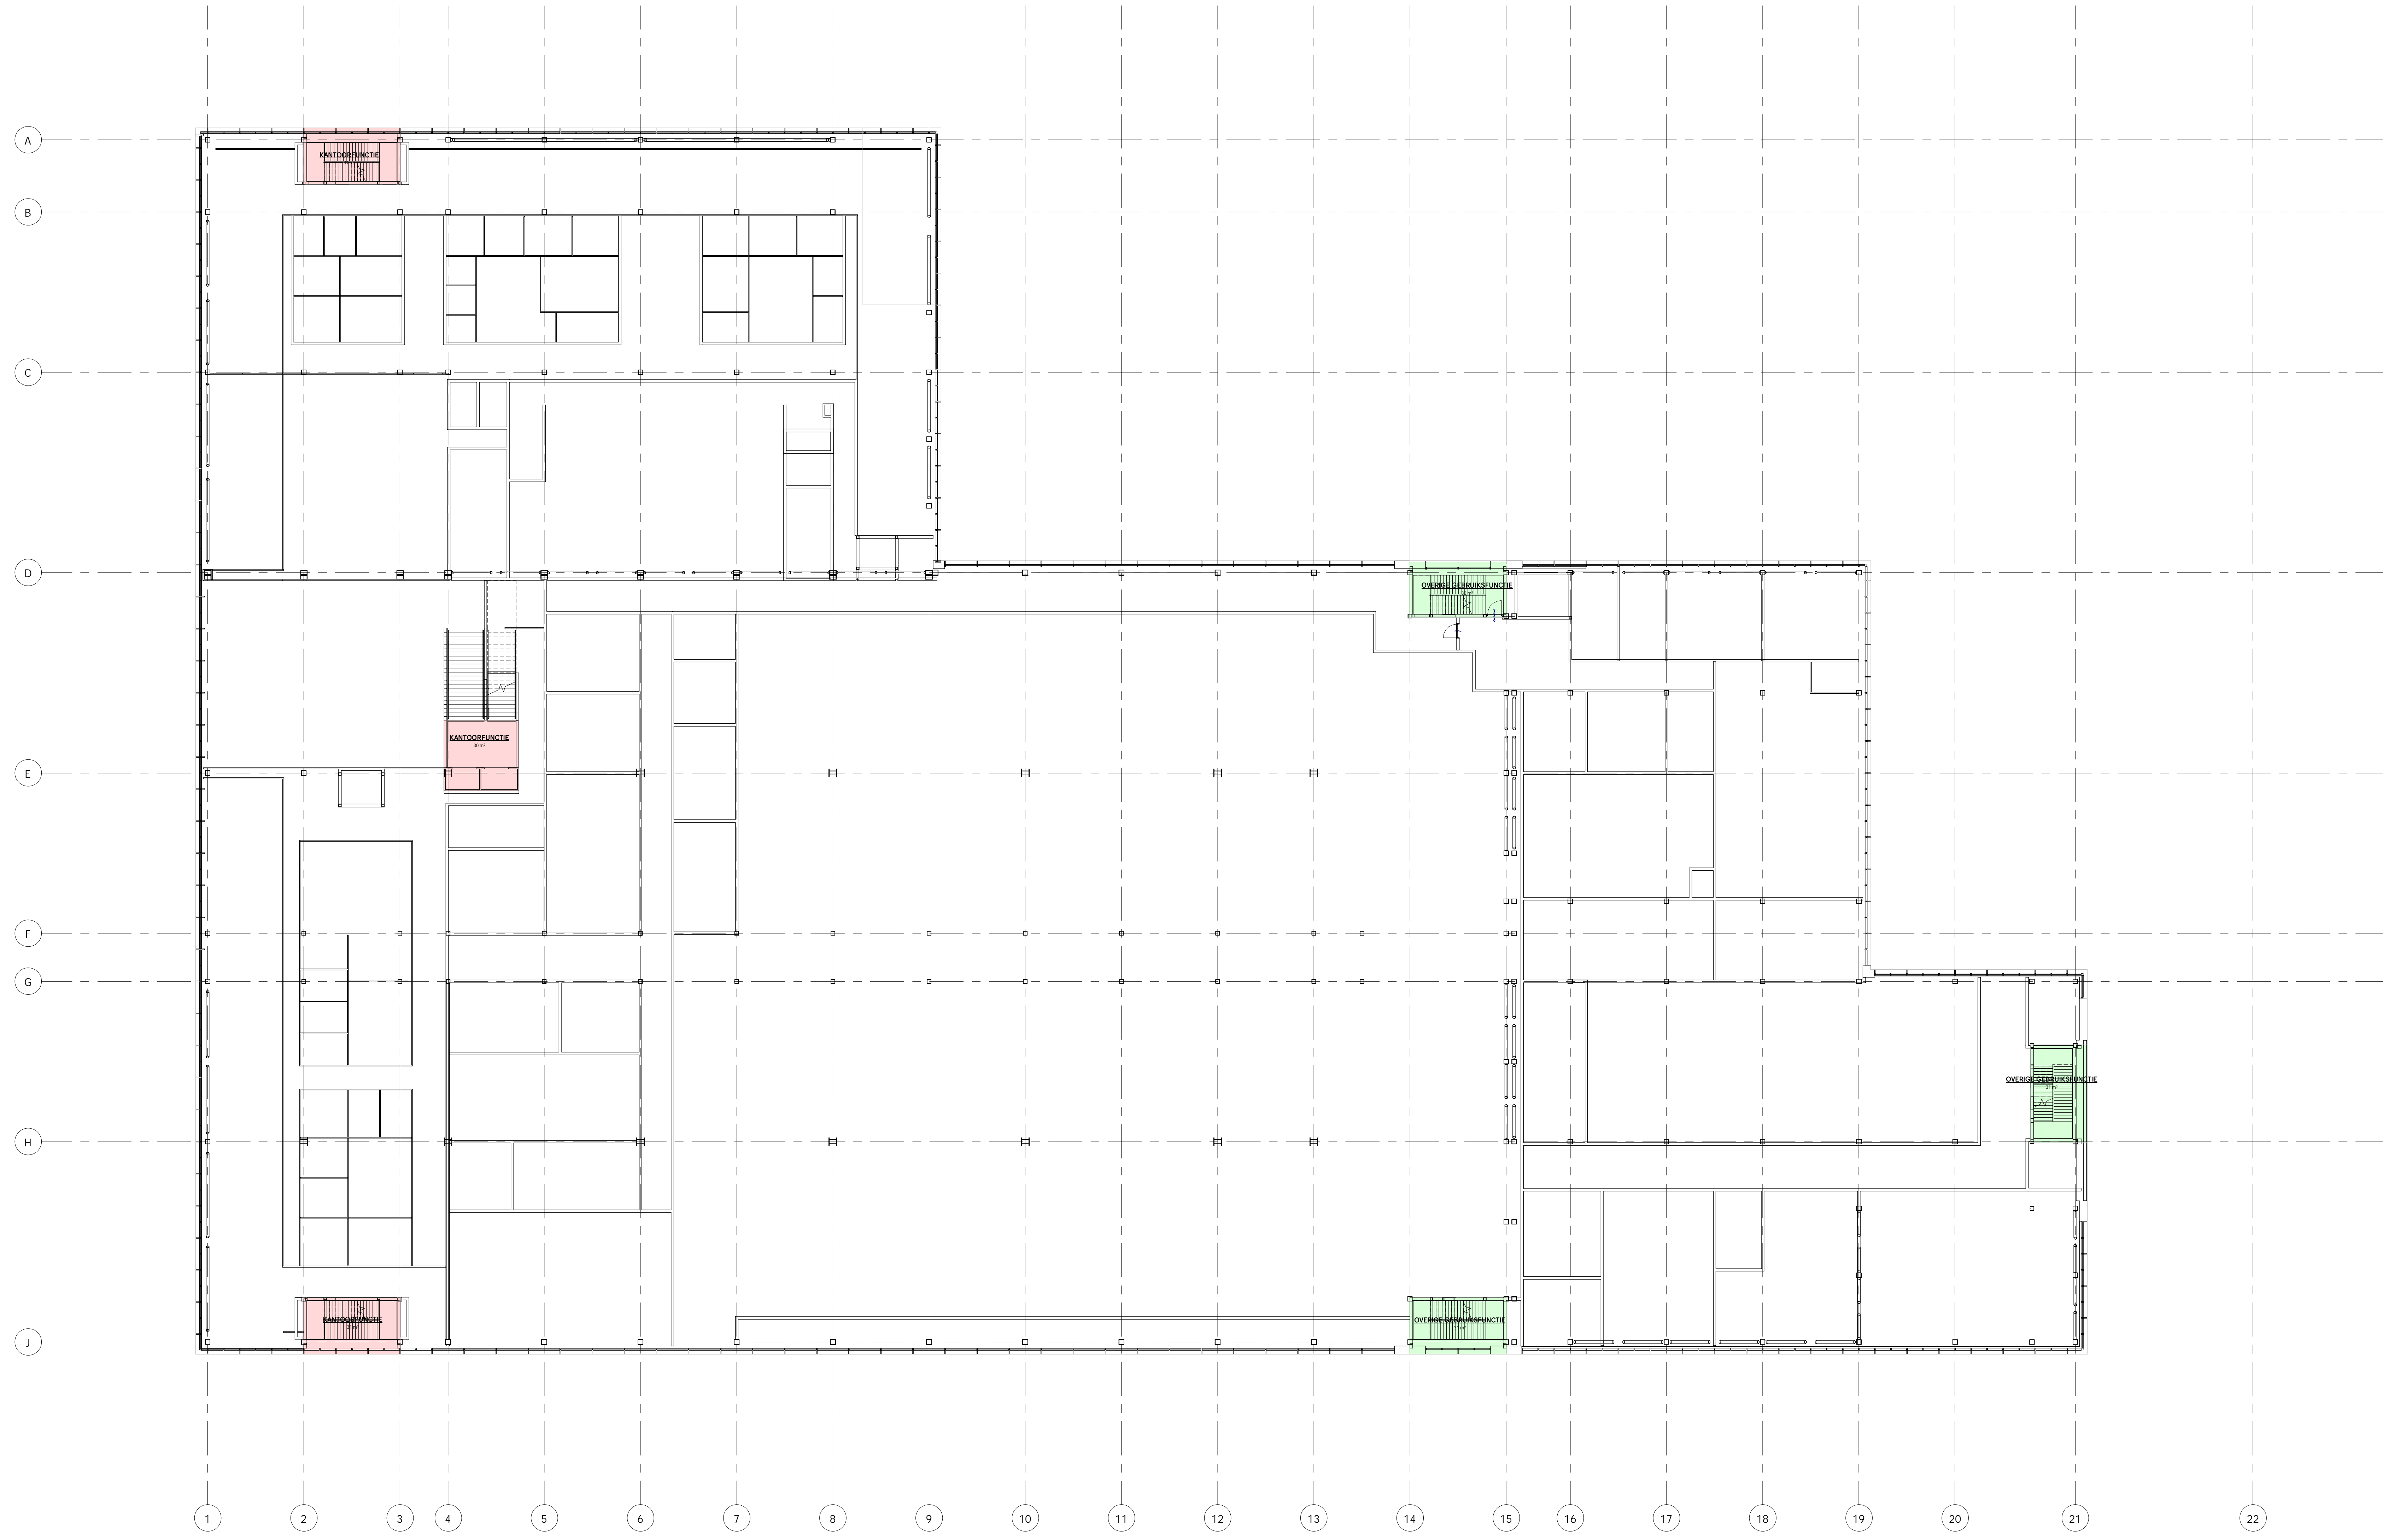 A
KANTOORFUNCTIE
B
C
D
OVERIGE GEBRUIKSFUNCTIE
KANTOORFUNCTIE
30 m²
E
F
G
OVERIGE GEBRUIKSFUNCTIE
H
KANTOORFUNCTIE
OVERIGE GEBRUIKSFUNCTIE
J
1 2 3 4 5 6 7 8 9 10 11 12 13 14 15 16 17 18 19 20 21 22